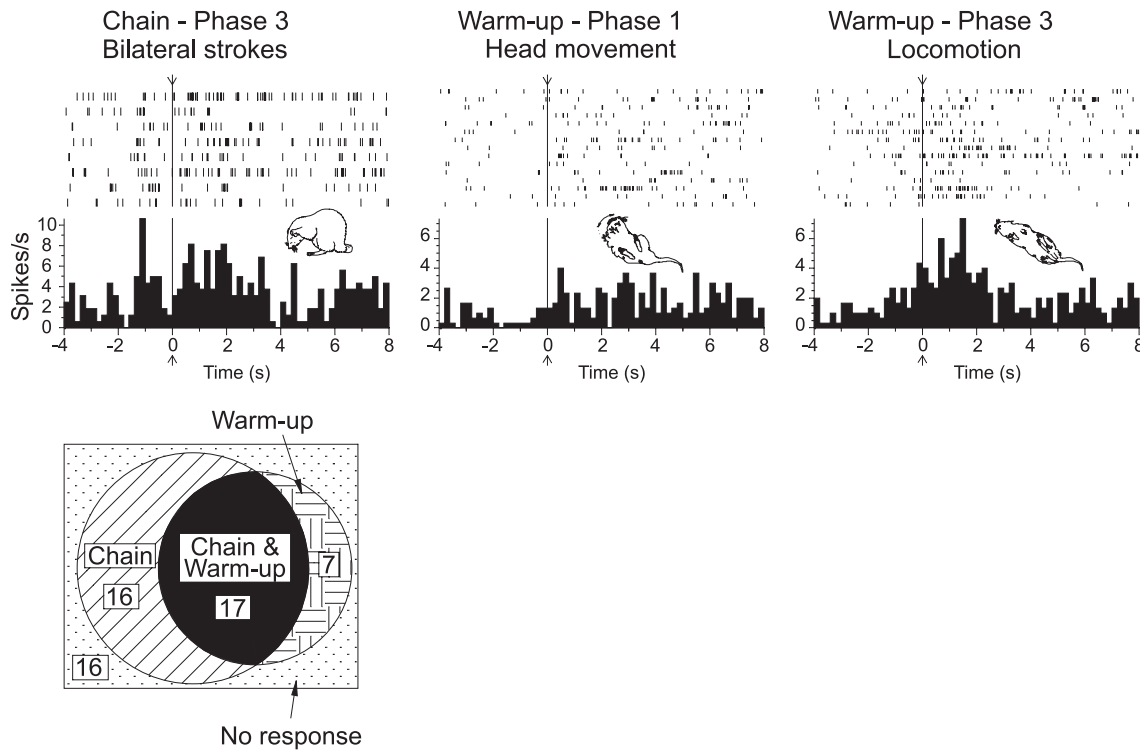 Chain - Phase 3
Bilateral strokes
Warm-up - Phase 1
Head movement
Warm-up - Phase 3
Locomotion
Spikes/s
10
8
6
4
2
0
-4 -2 0 2 4 6 8
Time (s)
6
4
2
0
-4 -2 0 2 4 6 8
Time (s)
6
4
2
0
-4 -2 0 2 4 6 8
Time (s)
Warm-up
Chain
16
Chain &
Warm-up
17
7
16
No response